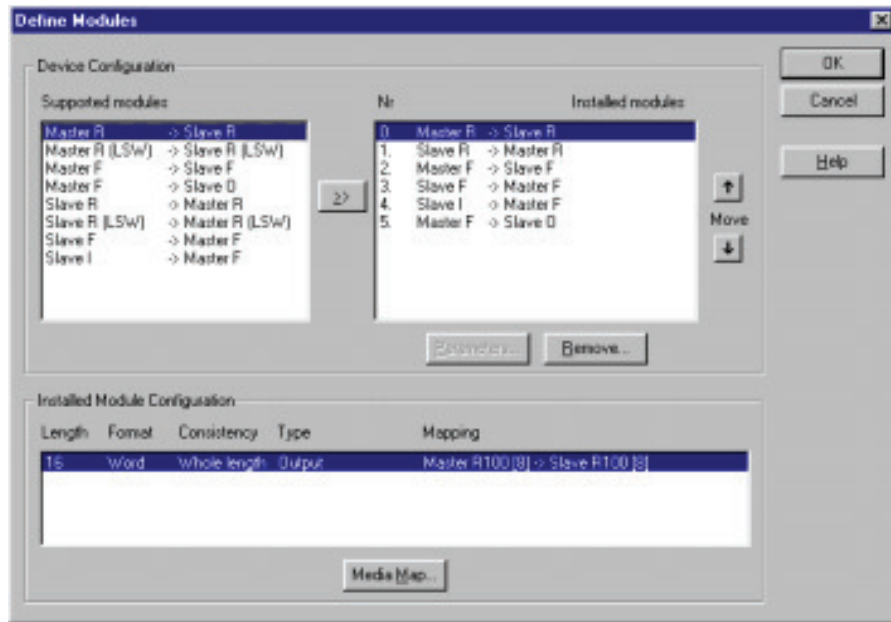 Define Modules
OK
Cancel
Help
Device Configuration
Supported modules
Master R -> Slave R
Master R (LSW) -> Slave R (LSW)
Master F -> Slave F
Master F -> Slave O
Slave R -> Master R
Slave R (LSW) -> Master R (LSW)
Slave F -> Master F
Slave I -> Master F
>>
Nr Installed modules
0. Master R -> Slave R
1. Slave R -> Master R
2. Master F -> Slave F
3. Slave F -> Master F
4. Slave I -> Master F
5. Master F -> Slave O
Move
Parameters... Remove...
Installed Module Configuration
Length Format Consistency Type Mapping
16 Word Whole length Output Master R100 [8] -> Slave R100 [8]
Media Map...